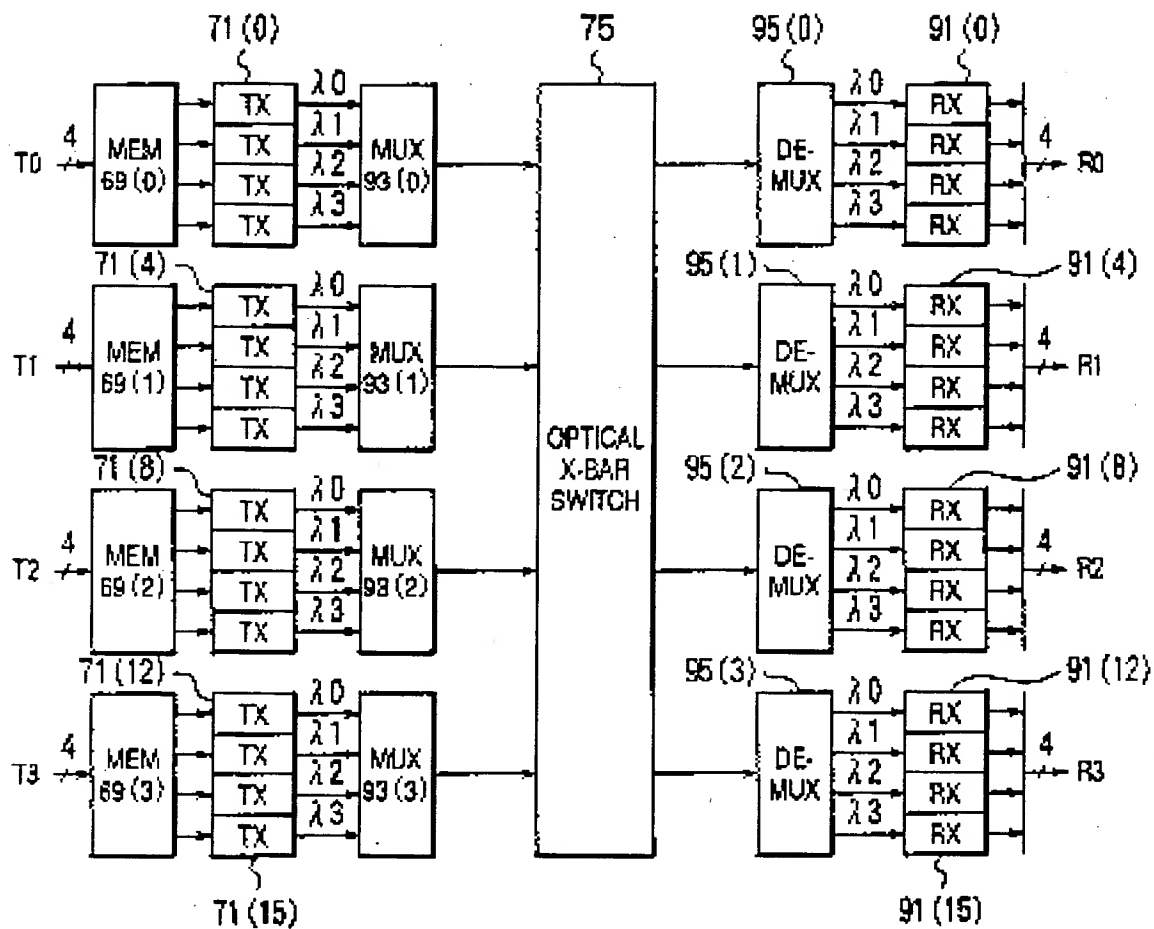 71(0) 75 95(0) 91(0)
T0 4 MEM 69(0) TX λ0 TX λ1 TX λ2 TX λ3 MUX 93(0) DE-MUX λ0 RX λ1 RX λ2 RX λ3 RX 4 R0
71(4) 95(1) 91(4)
T1 4 MEM 69(1) TX λ0 TX λ1 TX λ2 TX λ3 MUX 93(1) DE-MUX λ0 RX λ1 RX λ2 RX λ3 RX 4 R1
OPTICAL
X-BAR
SWITCH
71(8) 95(2) 91(8)
T2 4 MEM 69(2) TX λ0 TX λ1 TX λ2 TX λ3 MUX 93(2) DE-MUX λ0 RX λ1 RX λ2 RX λ3 RX 4 R2
71(12) 95(3) 91(12)
T3 4 MEM 69(3) TX λ0 TX λ1 TX λ2 TX λ3 MUX 93(3) DE-MUX λ0 RX λ1 RX λ2 RX λ3 RX 4 R3
71(15) 91(15)